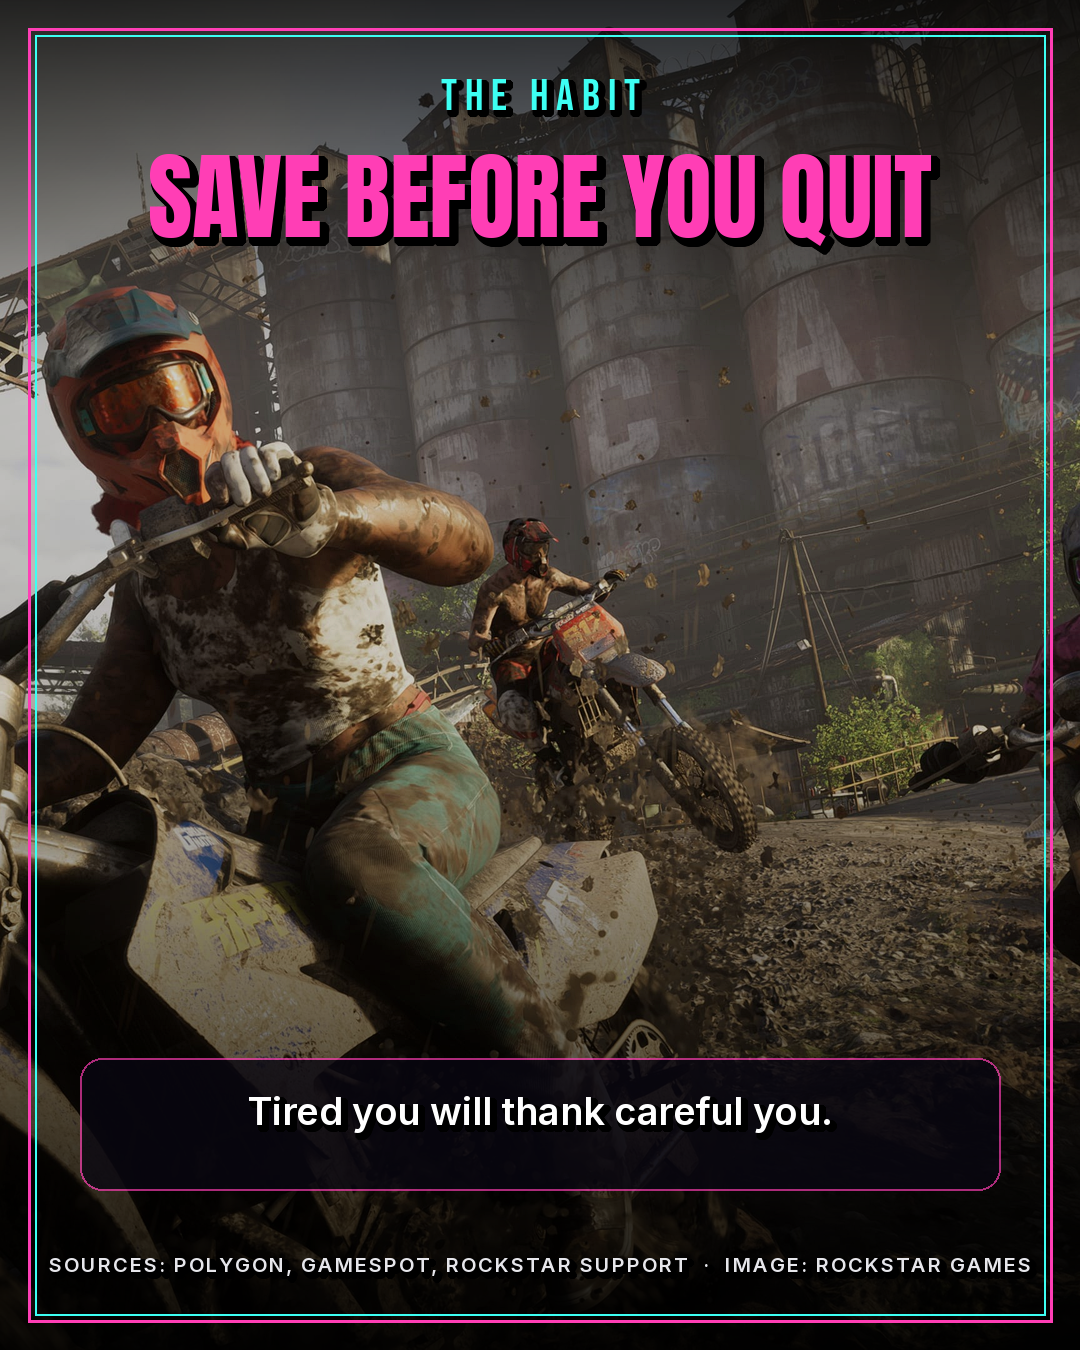 THE HABIT
SAVE BEFORE YOU QUIT
S
C
A
Tired you will thank careful you.
SOURCES: POLYGON, GAMESPOT, ROCKSTAR SUPPORT · IMAGE: ROCKSTAR GAMES